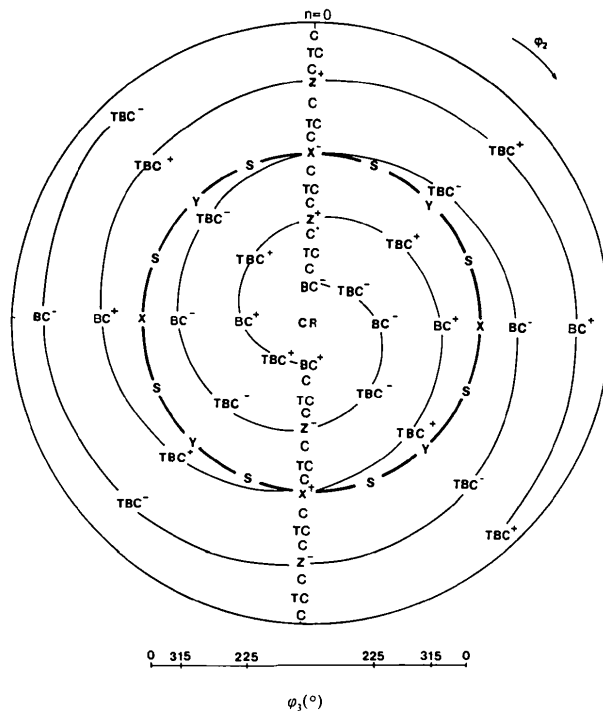 n=0
C
TC
C
Z⁺
φ₂
TBC⁻
C
TC
TBC⁺
TBC⁺
C
X⁻
S
S
C
TBC⁻
Y
Y
TC
C
TBC⁻
Z⁺
C
TBC⁺
S
TBC⁺
S
TC
C
BC⁻
TBC⁻
BC⁻
BC⁺
X
BC⁻
BC⁺
CR
BC⁻
BC⁺
X
BC⁻
BC⁺
TBC⁺
BC⁺
C
S
TBC⁻
S
TBC⁻
TC
C
Z⁻
TBC⁺
Y
Y
C
TBC⁺
TC
S
S
TBC⁻
C
X⁺
TBC⁻
C
TC
TBC⁺
C
Z⁻
C
TC
C
0 315 225 225 315 0
φ₃(°)